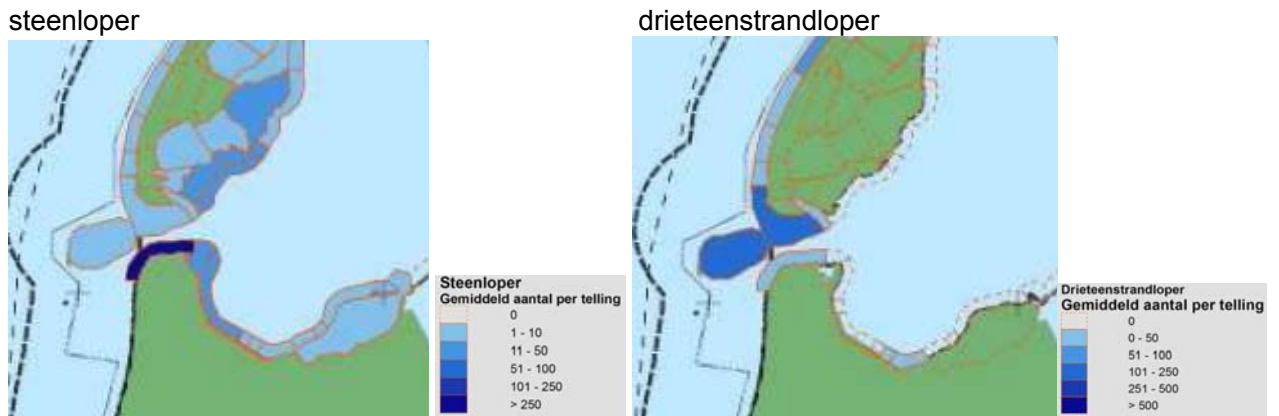 steenloper
drieteenstrandloper
Steenloper
Gemiddeld aantal per telling
0
1 - 10
11 - 50
51 - 100
101 - 250
> 250
Drieteenstrandloper
Gemiddeld aantal per telling
0
0 - 50
51 - 100
101 - 250
251 - 500
> 500